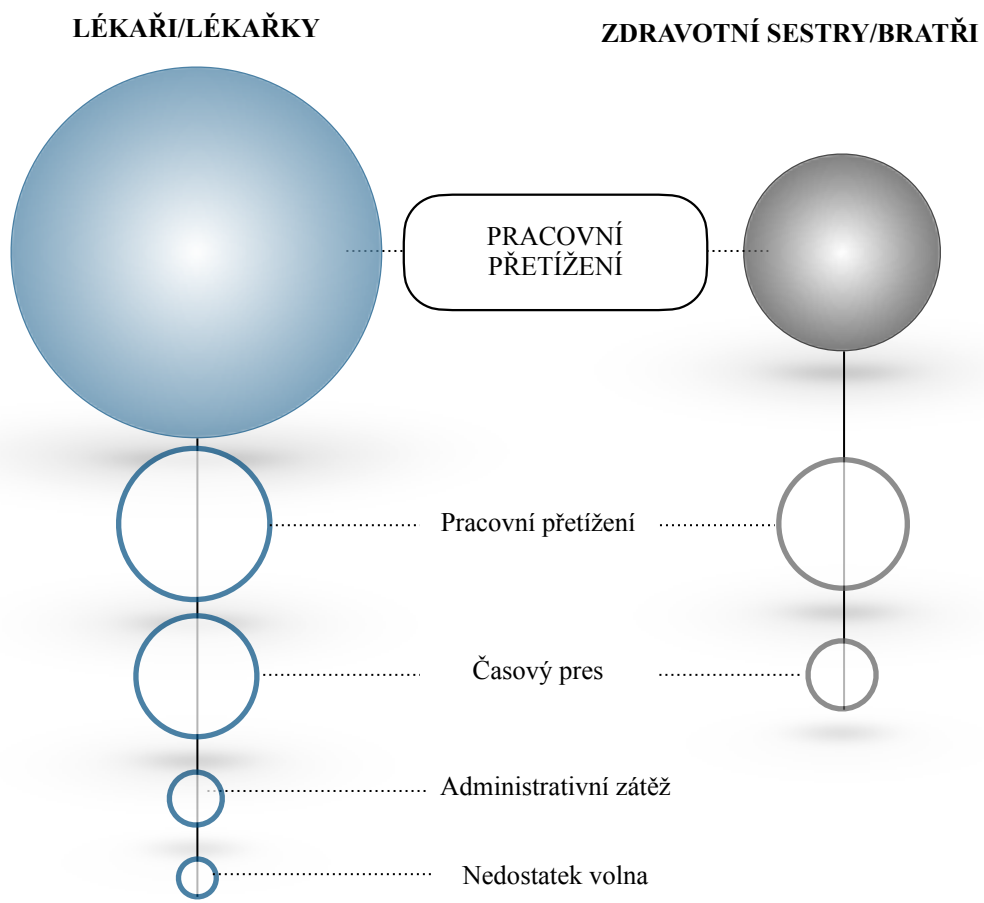 LÉKAŘI/LÉKAŘKY
ZDRAVOTNÍ SESTRY/BRATŘI
PRACOVNÍ
PŘETÍŽENÍ
Pracovní přetížení
Časový pres
Administrativní zátěž
Nedostatek volna